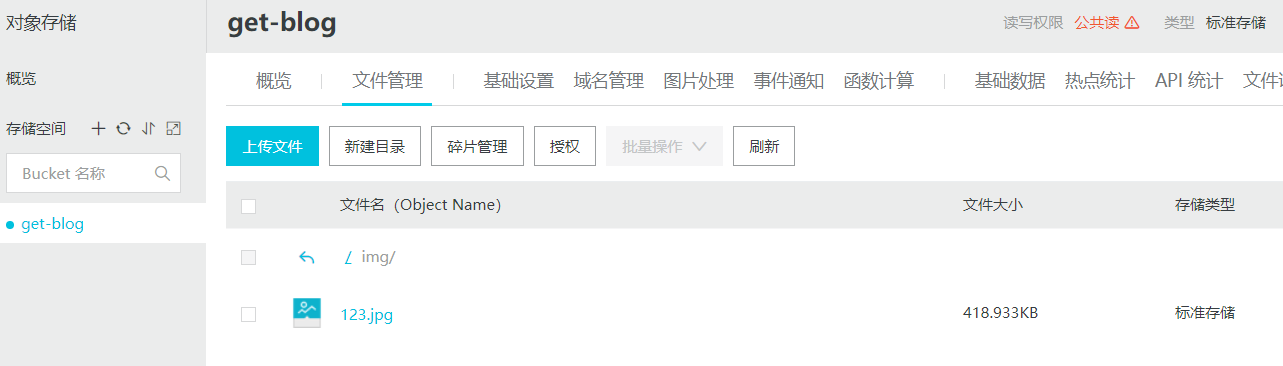 对象存储
get-blog
读写权限 公共读 类型 标准存储
概览
概览 文件管理 基础设置 域名管理 图片处理 事件通知 函数计算 基础数据 热点统计 API 统计 文件
存储空间
上传文件 新建目录 碎片管理 授权 批量操作 刷新
Bucket 名称
文件名（Object Name） 文件大小 存储类型
get-blog
/ img/
123.jpg 418.933KB 标准存储